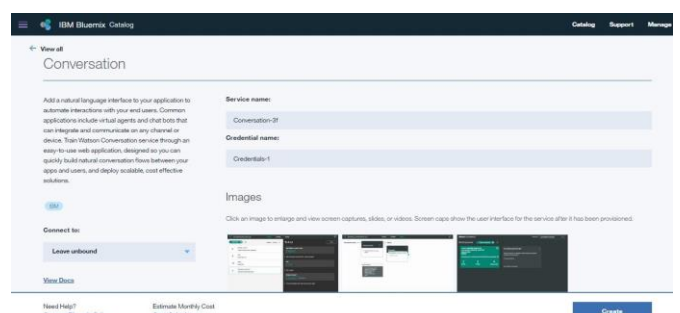 IBM Bluemix Catalog
Catalog Support Manage
← View all
Conversation
Add a natural language interface to your application to
automate interactions with your end users. Common
applications include virtual agents and chat bots that
can integrate and communicate on any channel or
device. Train Watson Conversation service through an
easy-to-use web application, designed so you can
quickly build natural conversation flows between your
apps and users, and deploy scalable, cost effective
solutions.
IBM
Connect to:
Leave unbound
View Docs
Service name:
Conversation-3f
Credential name:
Credentials-1
Images
Click an image to enlarge and view screen captures, slides, or videos. Screen caps show the user interface for the service after it has been provisioned.
Need Help?
Estimate Monthly Cost
Create